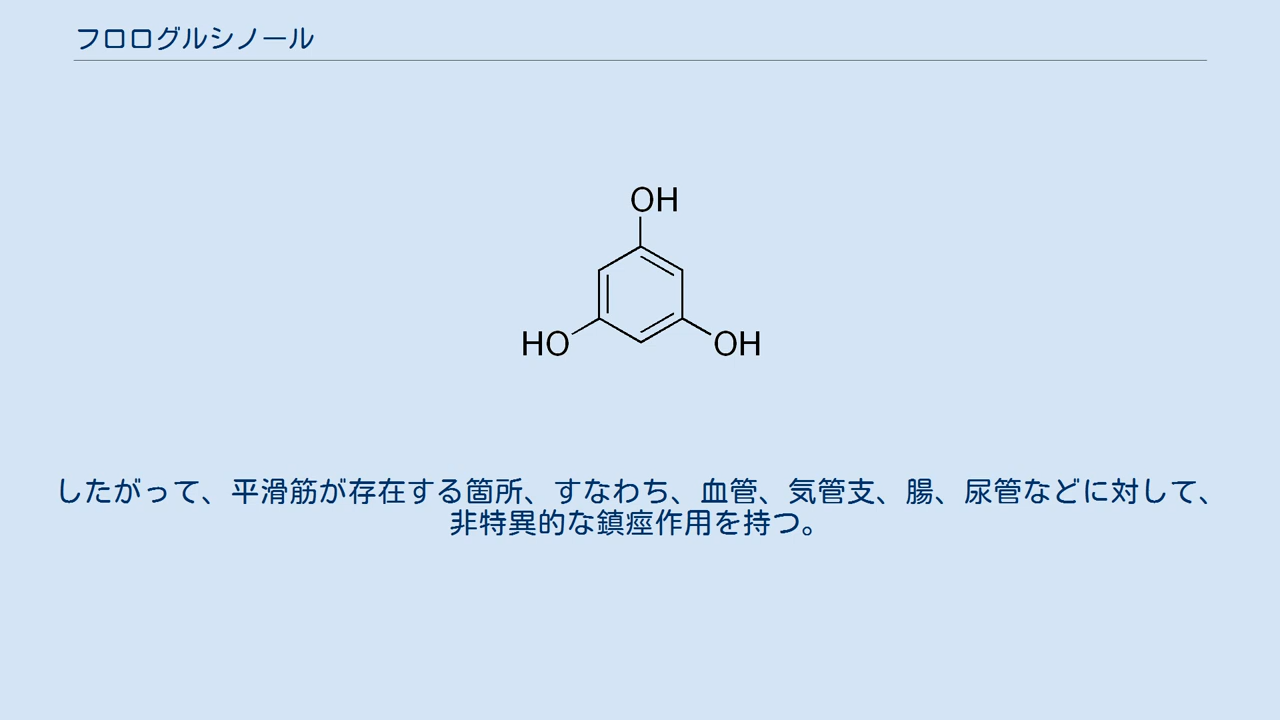 フロログルシノール
OH
HO
OH
したがって、平滑筋が存在する箇所、すなわち、血管、気管支、腸、尿管などに対して、
非特異的な鎮痙作用を持つ。